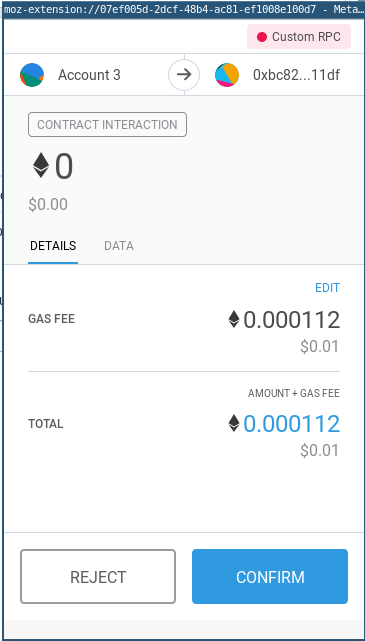 moz-extension://07ef005d-2dcf-48b4-ac81-ef1008e100d7 - Meta…
Custom RPC
Account 3
0xbc82...11df
CONTRACT INTERACTION
0
$0.00
DETAILS DATA
EDIT
GAS FEE 0.000112
$0.01
AMOUNT + GAS FEE
TOTAL 0.000112
$0.01
REJECT CONFIRM